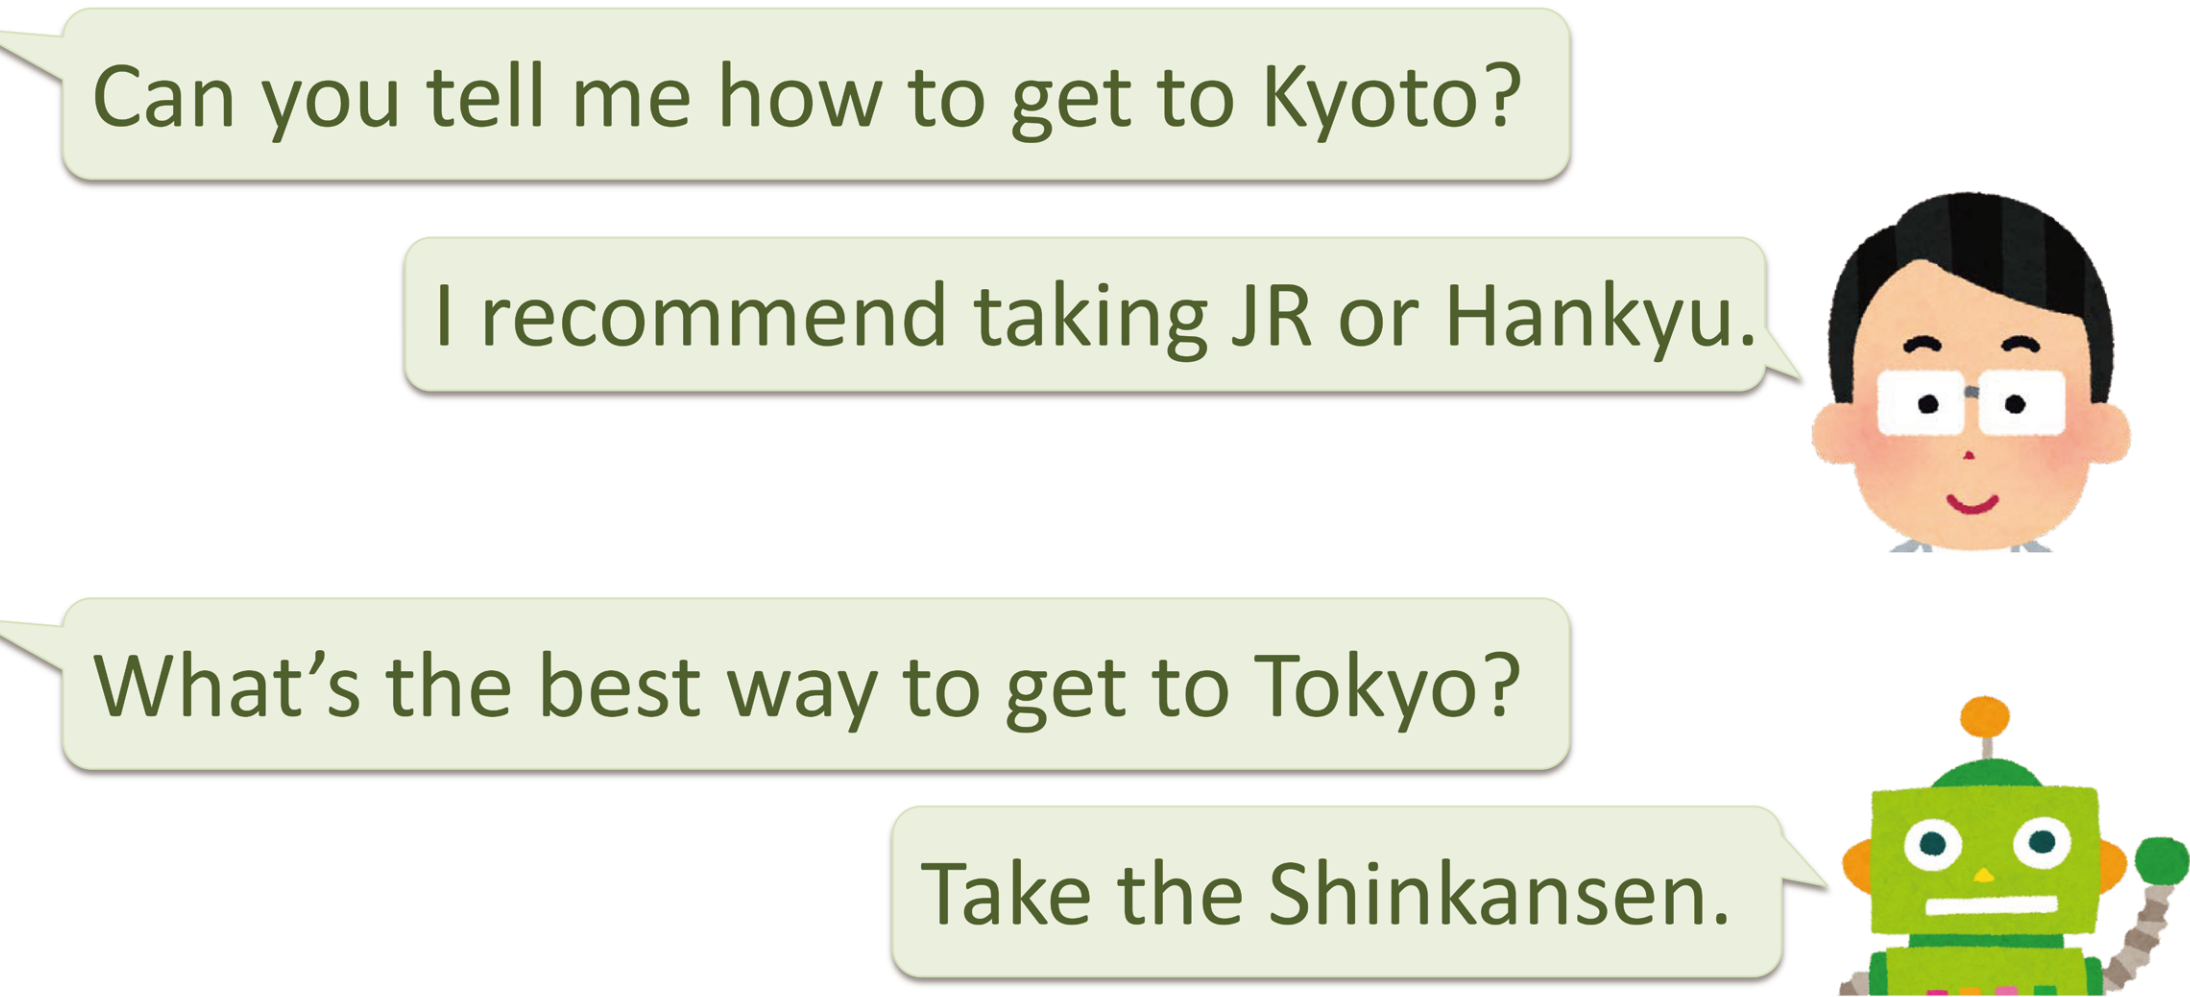 Can you tell me how to get to Kyoto?
I recommend taking JR or Hankyu.
What’s the best way to get to Tokyo?
Take the Shinkansen.